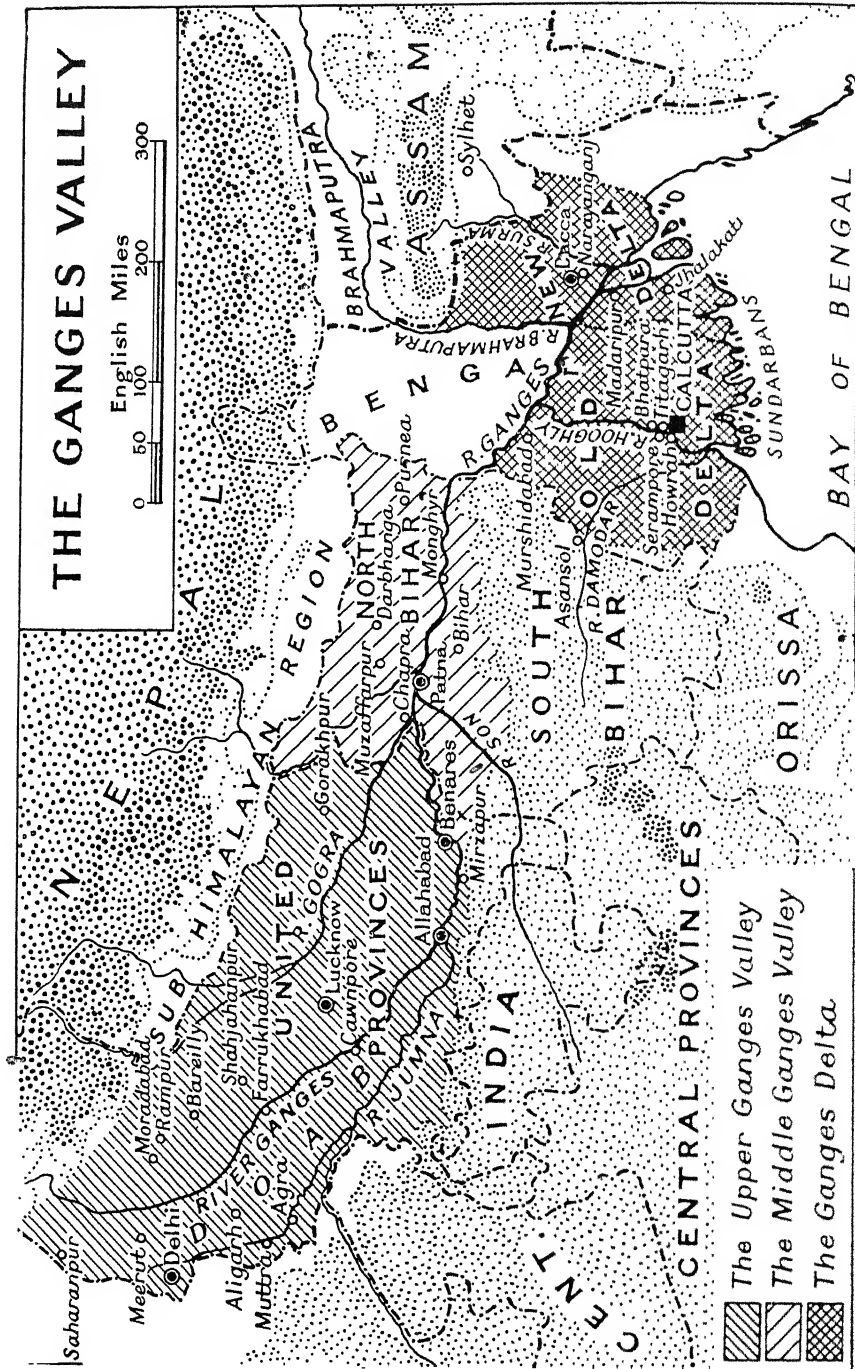 THE GANGES VALLEY
English Miles
0 50 100 200 300
NEPAL
SUB HIMALAYAN REGION
BRAHMAPUTRA
VALLEY
ASSAM
Sylhet
R. SURMA
R. BRAHMAPUTRA
BENGAL
Saharanpur
Meerut
Delhi
Aligarh
Muttra
Agra
Moradabad
Rampur
Bareilly
Shahjahanpur
Farrukhabad
RIVER GANGES
DOAB
R JUMNA
UNITED
PROVINCES
R GOGRA
Lucknow
Cawnpore
Gorakhpur
Allahabad
Benares
Mirzapur
R SON
Muzaffarpur
Chapra
Patna
NORTH
BIHAR
Darbhanga
Purnea
Monghyr
Bihar
R. GANGES
Murshidabad
Asansol
R DAMODAR
SOUTH
BIHAR
OLD
DELTA
NEW
DELTA
Dacca
Narayanganj
Madaripur
Bhatpara
Titagarh
CALCUTTA
Jhalakati
R. HOOGHLY
Serampore
Howrah
SUNDARBANS
BAY OF BENGAL
ORISSA
CENTRAL PROVINCES
CENT.
INDIA
The Upper Ganges Valley
The Middle Ganges Valley
The Ganges Delta